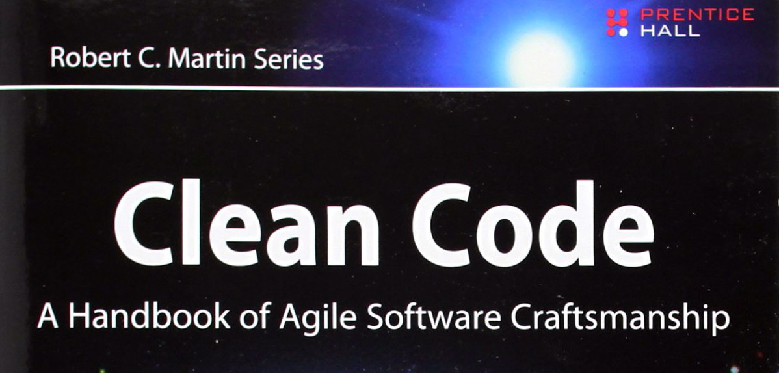 PRENTICE
HALL
Robert C. Martin Series
Clean Code
A Handbook of Agile Software Craftsmanship